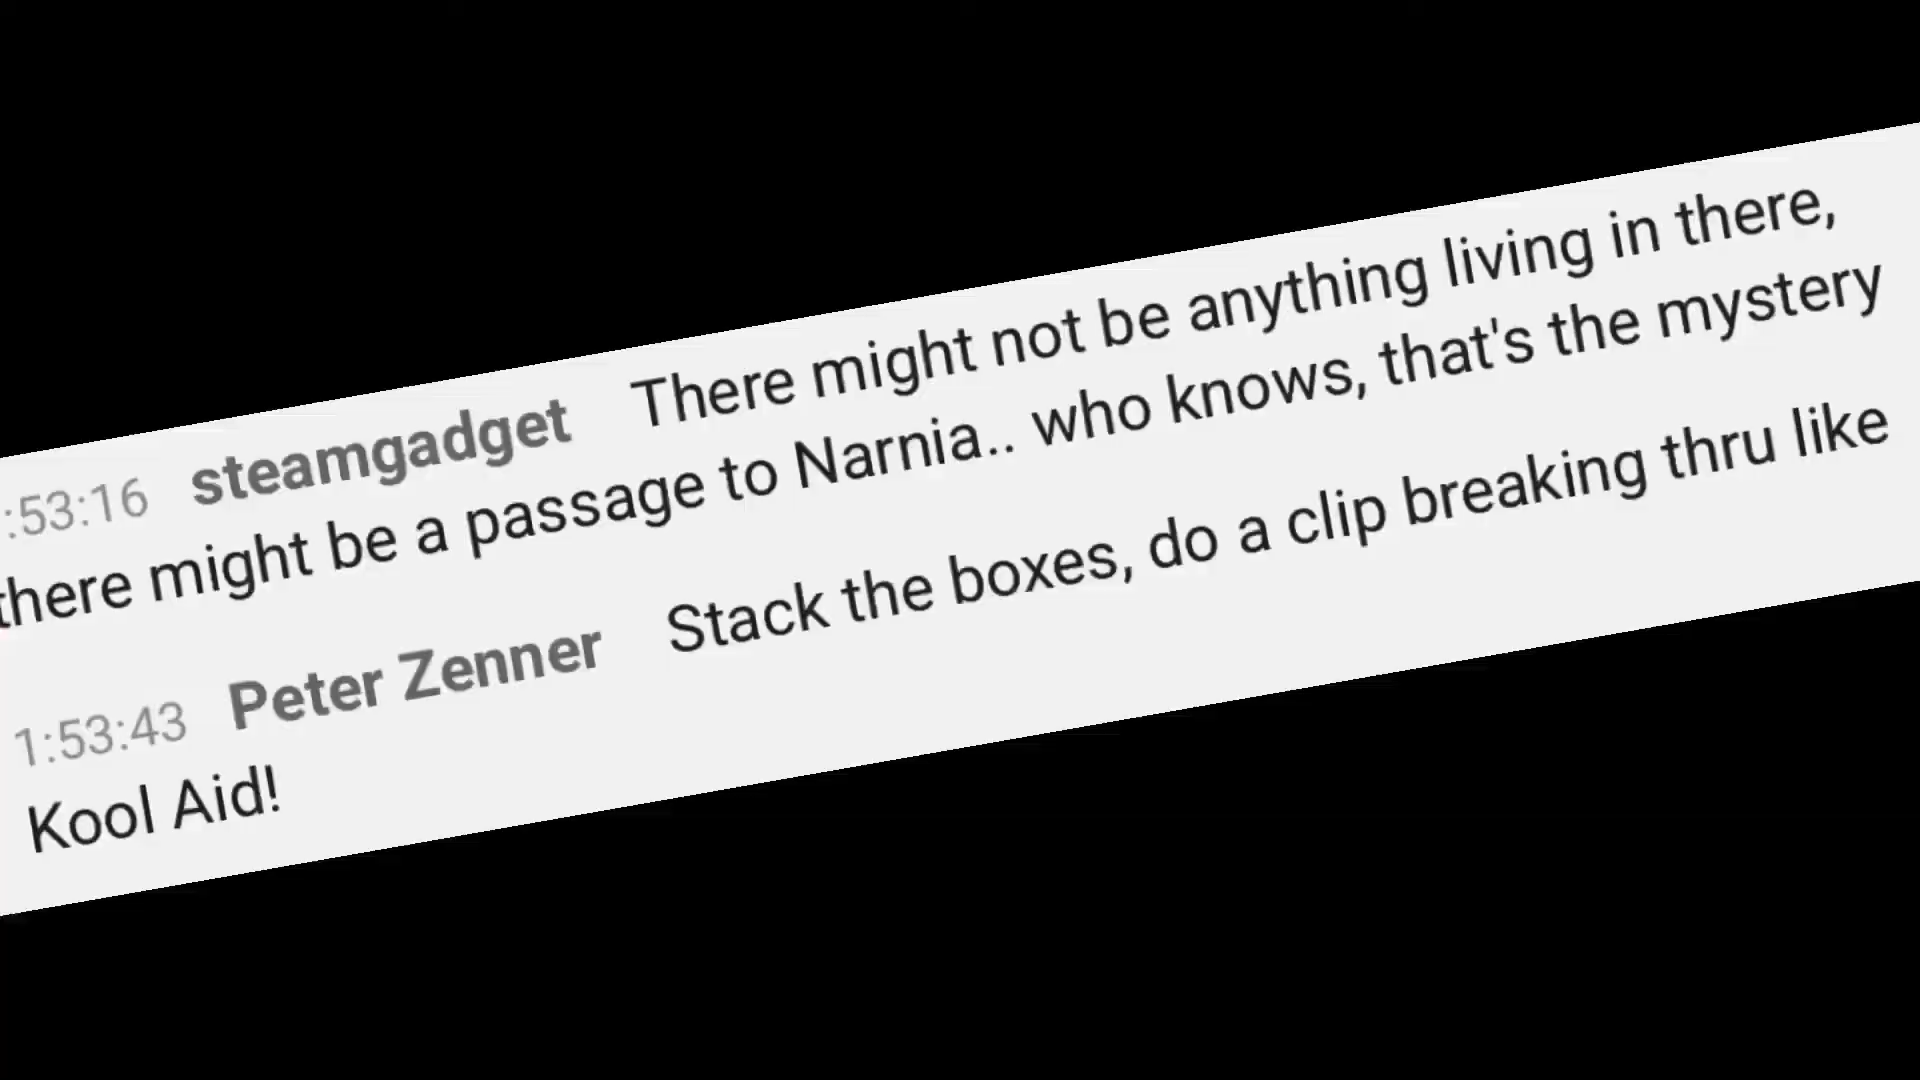 :53:16 steamgadget There might not be anything living in there,
there might be a passage to Narnia.. who knows, that's the mystery
1:53:43 Peter Zenner Stack the boxes, do a clip breaking thru like
Kool Aid!